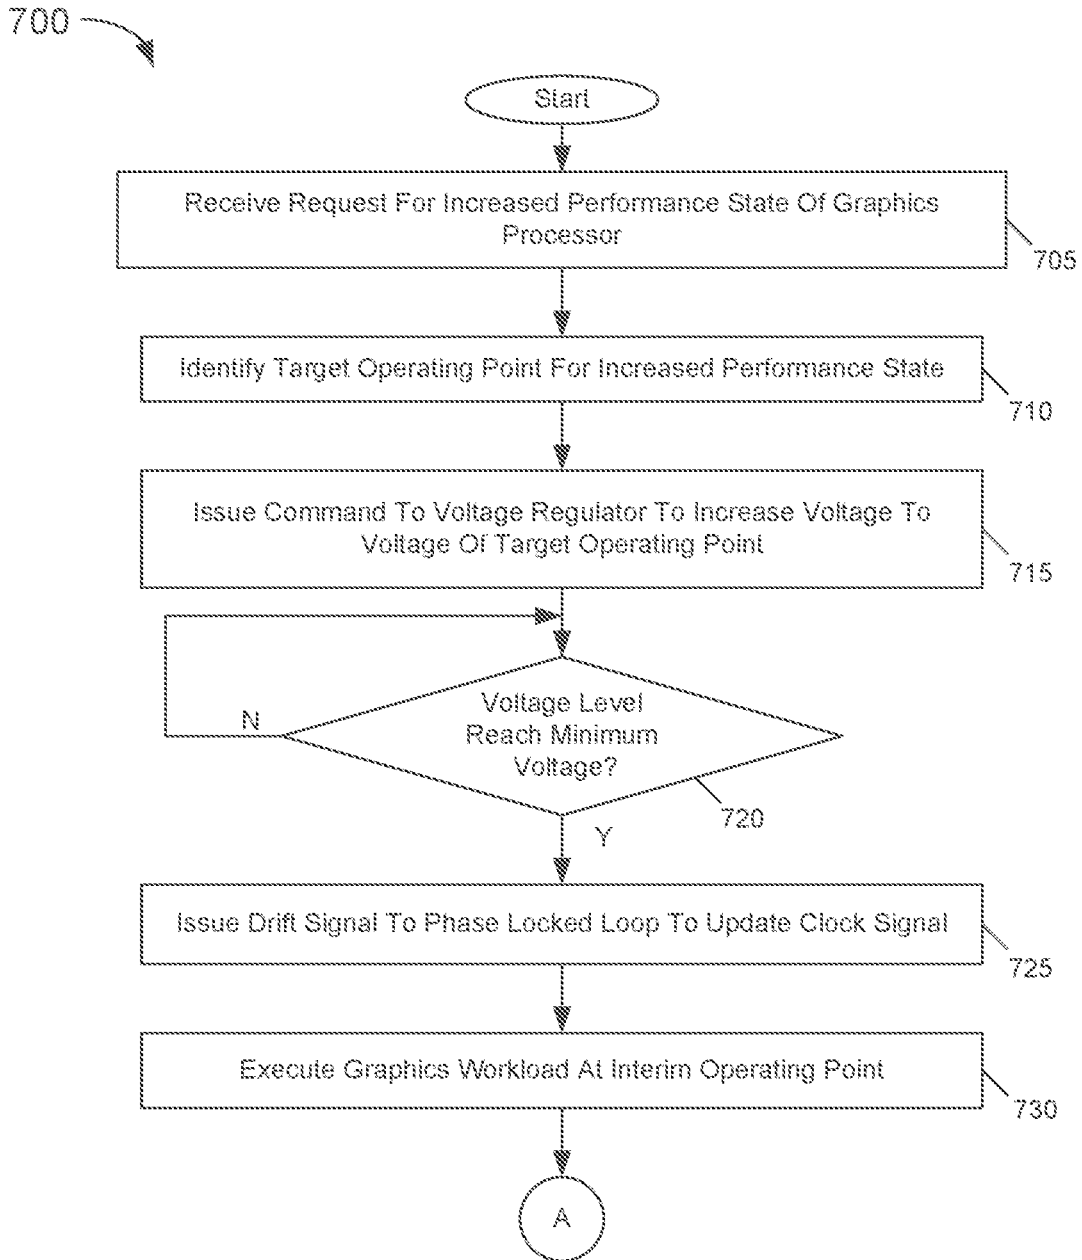 700
Start
Receive Request For Increased Performance State Of Graphics
Processor
705
Identify Target Operating Point For Increased Performance State
710
Issue Command To Voltage Regulator To Increase Voltage To
Voltage Of Target Operating Point
715
Voltage Level
Reach Minimum
Voltage?
N
720
Y
Issue Drift Signal To Phase Locked Loop To Update Clock Signal
725
Execute Graphics Workload At Interim Operating Point
730
A